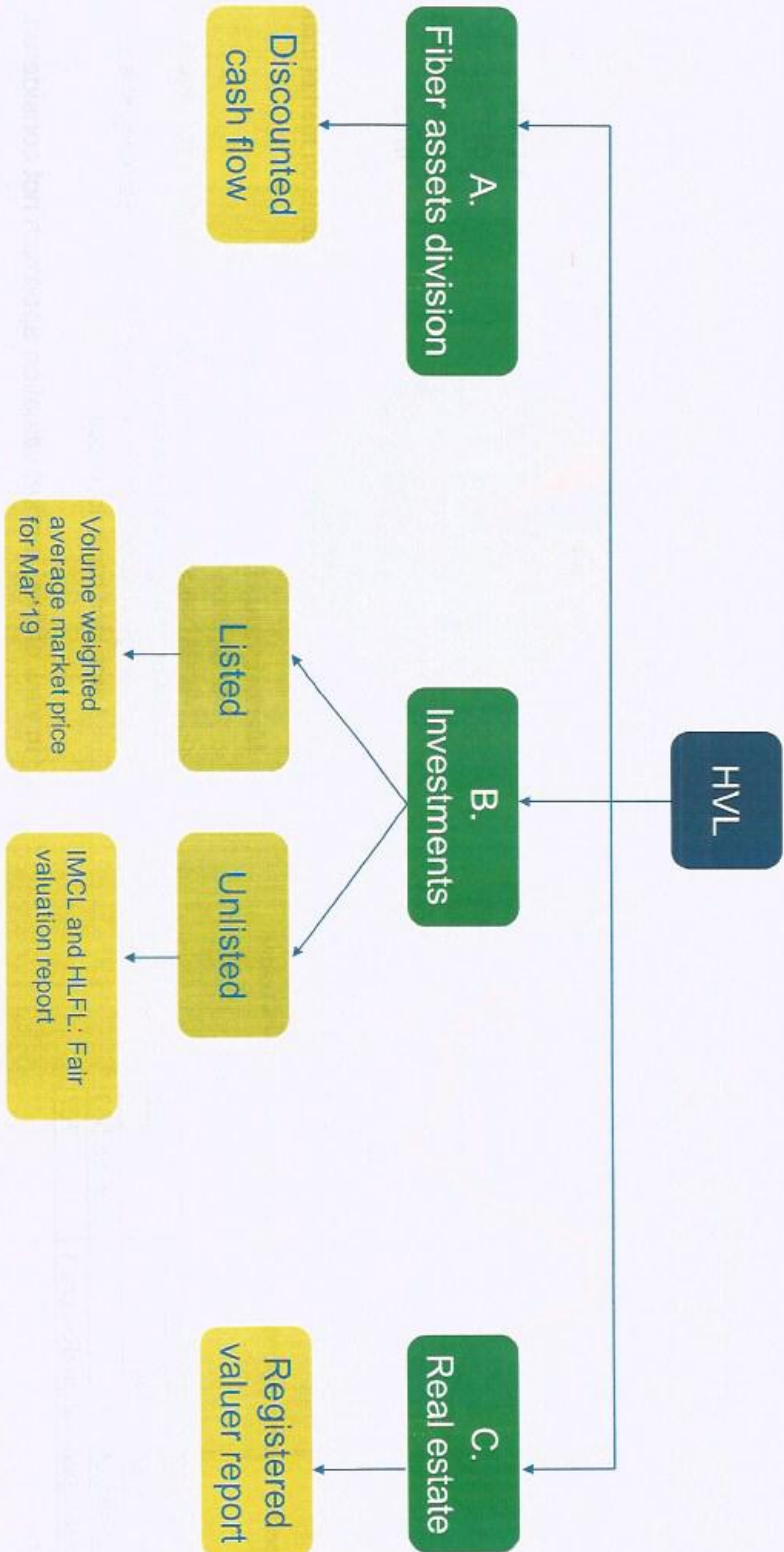 HVL
A.
Fiber assets division
B.
Investments
C.
Real estate
Discounted
cash flow
Listed
Unlisted
Registered
valuer report
Volume weighted
average market price
for Mar'19
IMCL and HLFL: Fair
valuation report